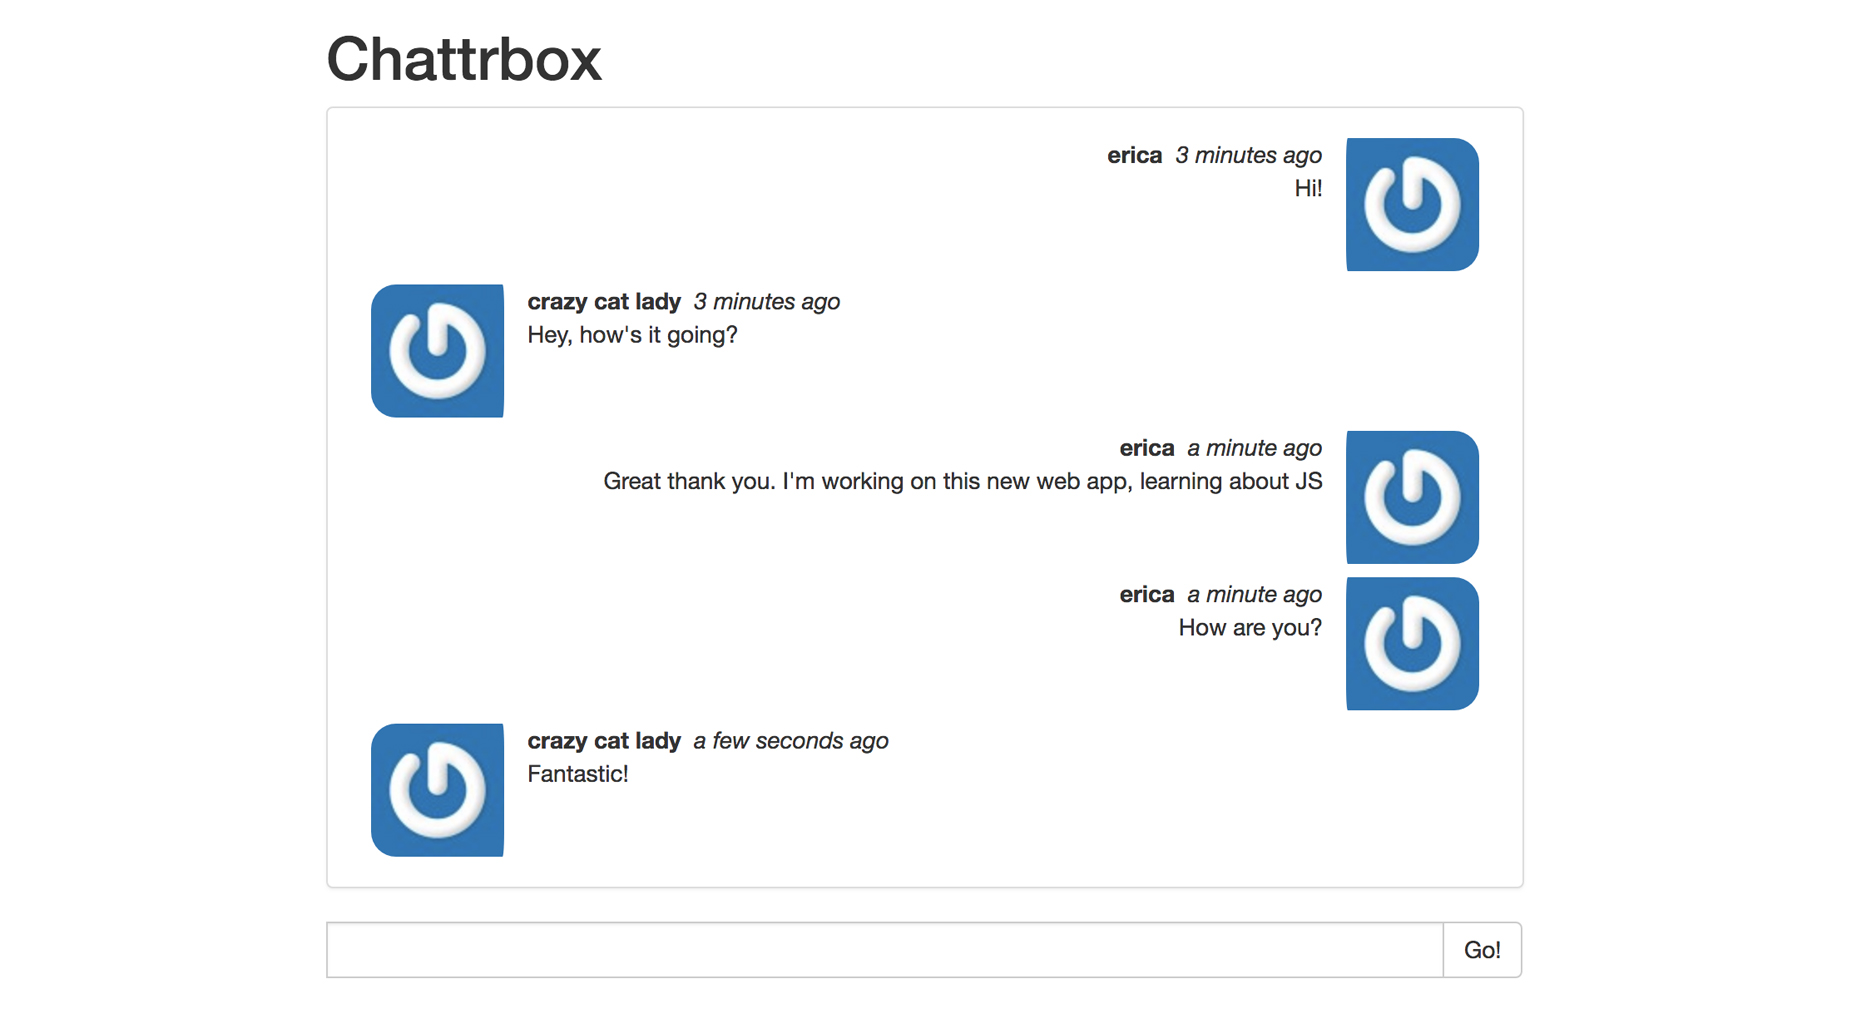 Chattrbox
erica 3 minutes ago
Hi!
crazy cat lady 3 minutes ago
Hey, how's it going?
erica a minute ago
Great thank you. I'm working on this new web app, learning about JS
erica a minute ago
How are you?
crazy cat lady a few seconds ago
Fantastic!
Go!